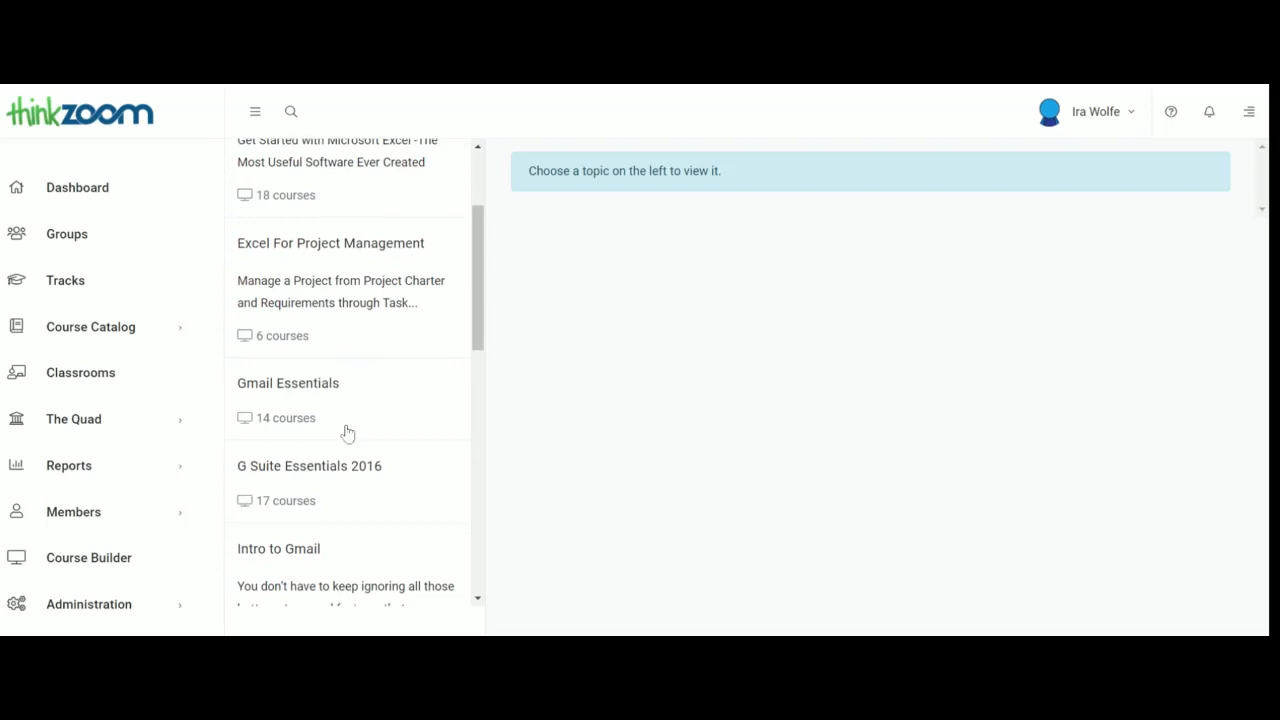 thinkzoom
Ira Wolfe
Dashboard
Groups
Tracks
Course Catalog
Classrooms
The Quad
Reports
Members
Course Builder
Administration
Get Started with Microsoft Excel -The
Most Useful Software Ever Created
18 courses
Excel For Project Management
Manage a Project from Project Charter
and Requirements through Task...
6 courses
Gmail Essentials
14 courses
G Suite Essentials 2016
17 courses
Intro to Gmail
You don't have to keep ignoring all those
Choose a topic on the left to view it.